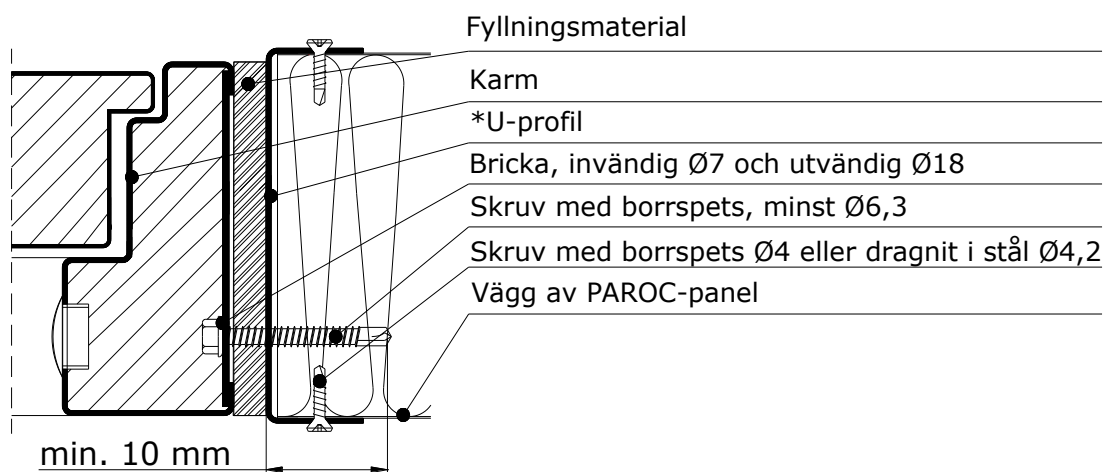 Fyllningsmaterial
Karm
*U-profil
Bricka, invändig Ø7 och utvändig Ø18
Skruv med borrspets, minst Ø6,3
Skruv med borrspets Ø4 eller dragnit i stål Ø4,2
Vägg av PAROC-panel
min. 10 mm